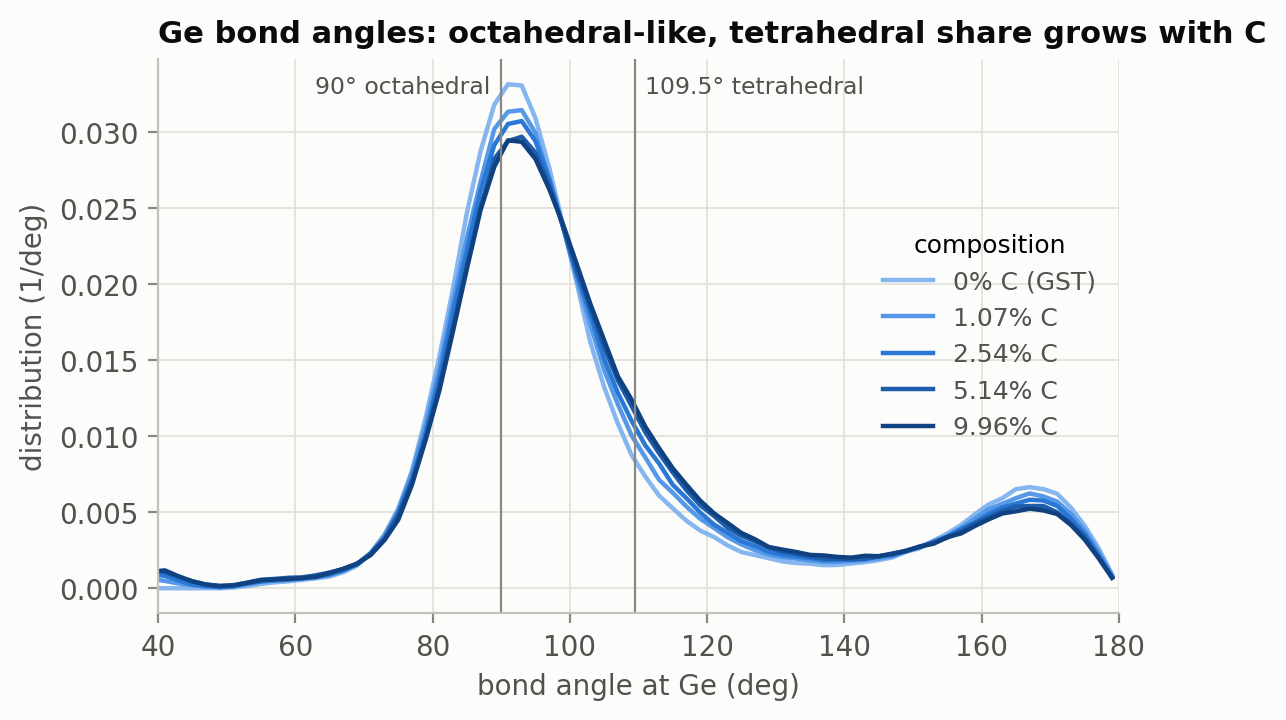 Ge bond angles: octahedral-like, tetrahedral share grows with C
90° octahedral
109.5° tetrahedral
distribution (1/deg)
0.030
0.025
0.020
0.015
0.010
0.005
0.000
composition
0% C (GST)
1.07% C
2.54% C
5.14% C
9.96% C
40 60 80 100 120 140 160 180
bond angle at Ge (deg)